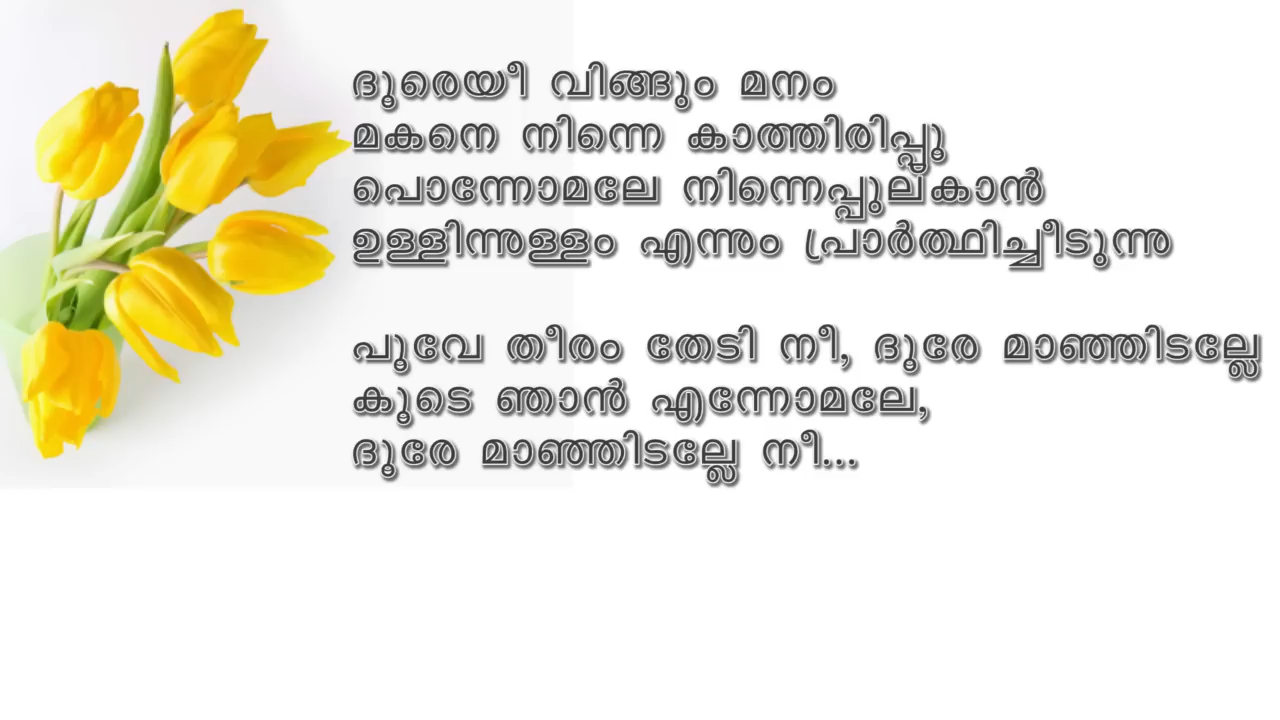 ദൂരെയീ വിങ്ങും മനം
മകനെ നിന്നെ കാത്തിരിപ്പൂ
പൊന്നോമലേ നിന്നെപ്പുല്കാൻ
ഉള്ളിന്നുള്ളം എന്നും പ്രാർത്ഥിച്ചീടുന്നു
പൂവേ തീരം തേടി നീ, ദൂരേ മാഞ്ഞിടല്ലേ
കൂടെ ഞാൻ എന്നോമലേ,
ദൂരേ മാഞ്ഞിടല്ലേ നീ...